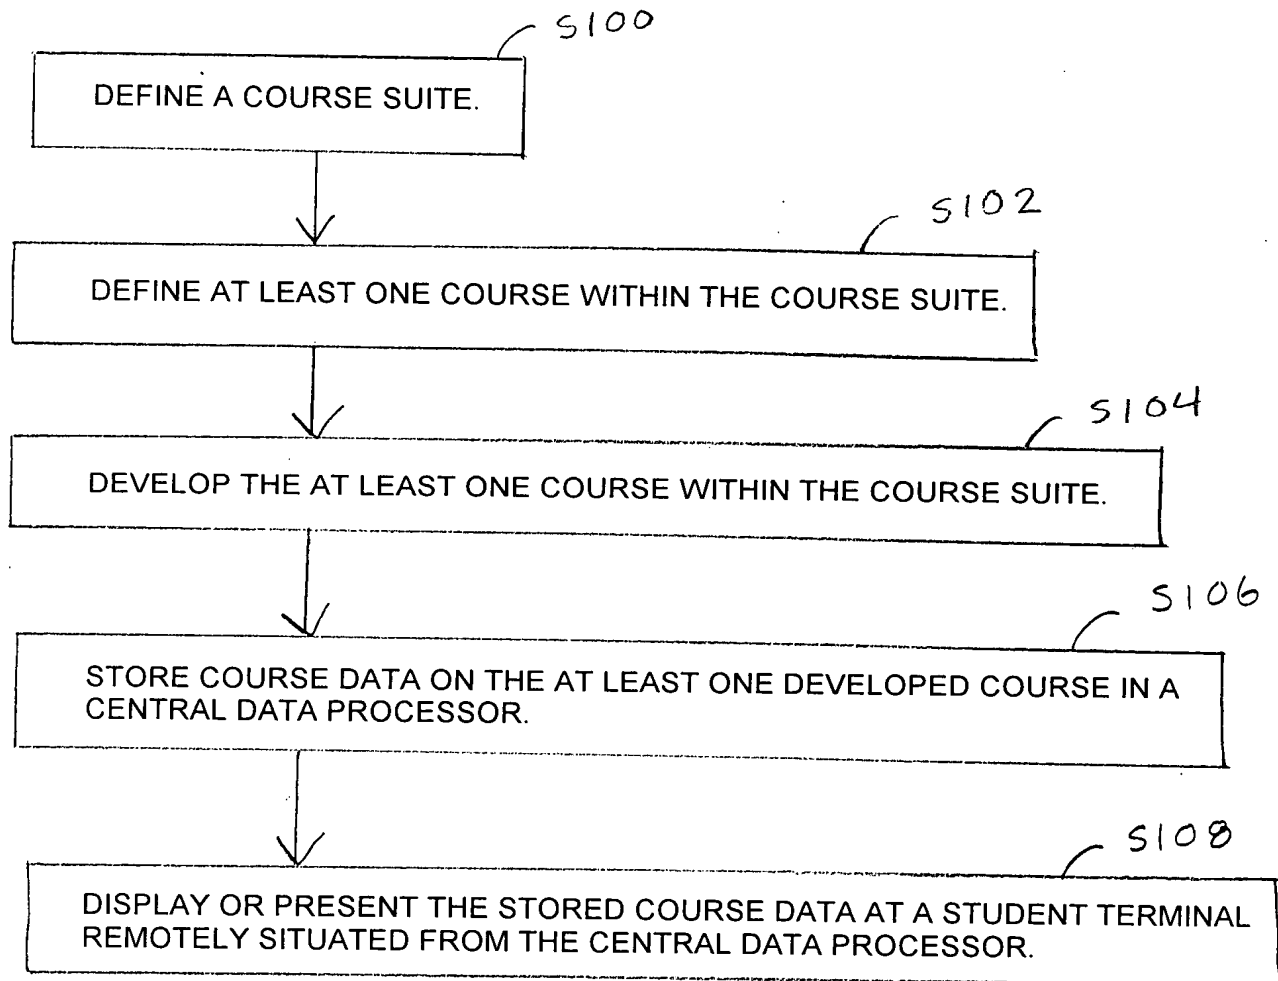 S100
DEFINE A COURSE SUITE.
S102
DEFINE AT LEAST ONE COURSE WITHIN THE COURSE SUITE.
S104
DEVELOP THE AT LEAST ONE COURSE WITHIN THE COURSE SUITE.
S106
STORE COURSE DATA ON THE AT LEAST ONE DEVELOPED COURSE IN A
CENTRAL DATA PROCESSOR.
S108
DISPLAY OR PRESENT THE STORED COURSE DATA AT A STUDENT TERMINAL
REMOTELY SITUATED FROM THE CENTRAL DATA PROCESSOR.